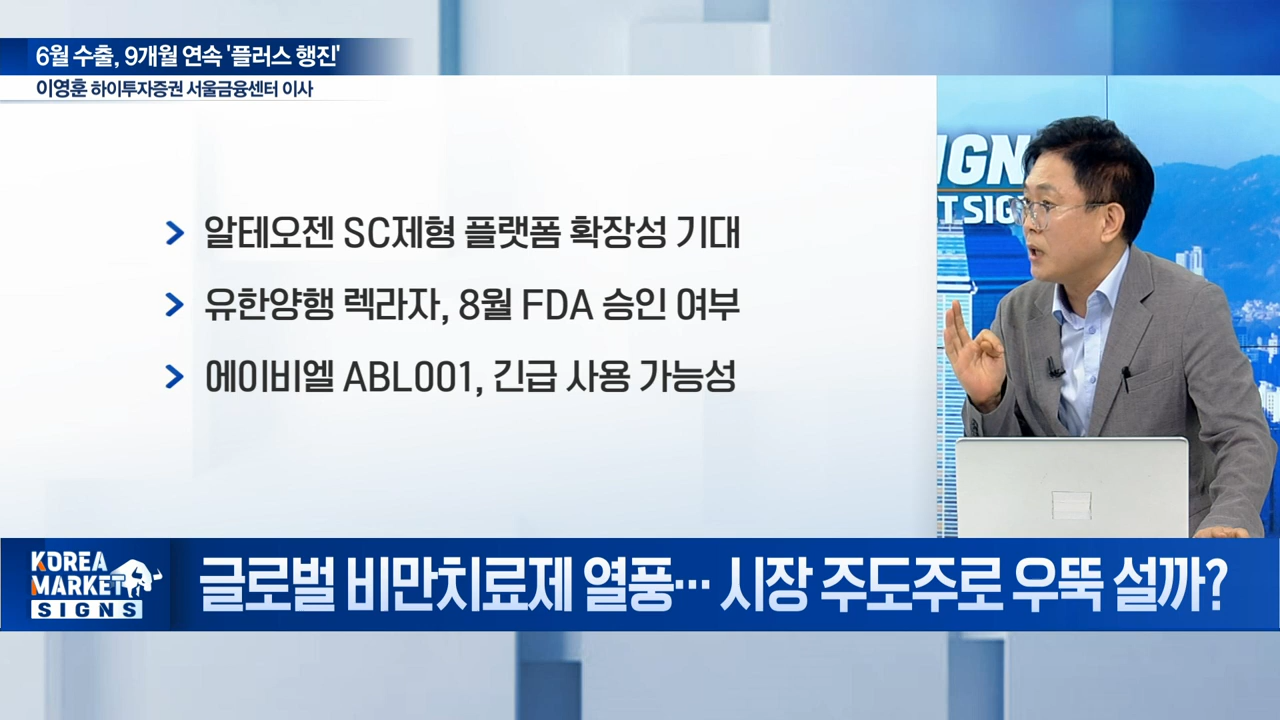 6월 수출, 9개월 연속 '플러스 행진'
이영훈 하이투자증권 서울금융센터 이사
IGN
T SIG
> 알테오젠 SC제형 플랫폼 확장성 기대
> 유한양행 렉라자, 8월 FDA 승인 여부
> 에이비엘 ABL001, 긴급 사용 가능성
KOREA
MARKET
SIGNS
글로벌 비만치료제 열풍… 시장 주도주로 우뚝 설까?